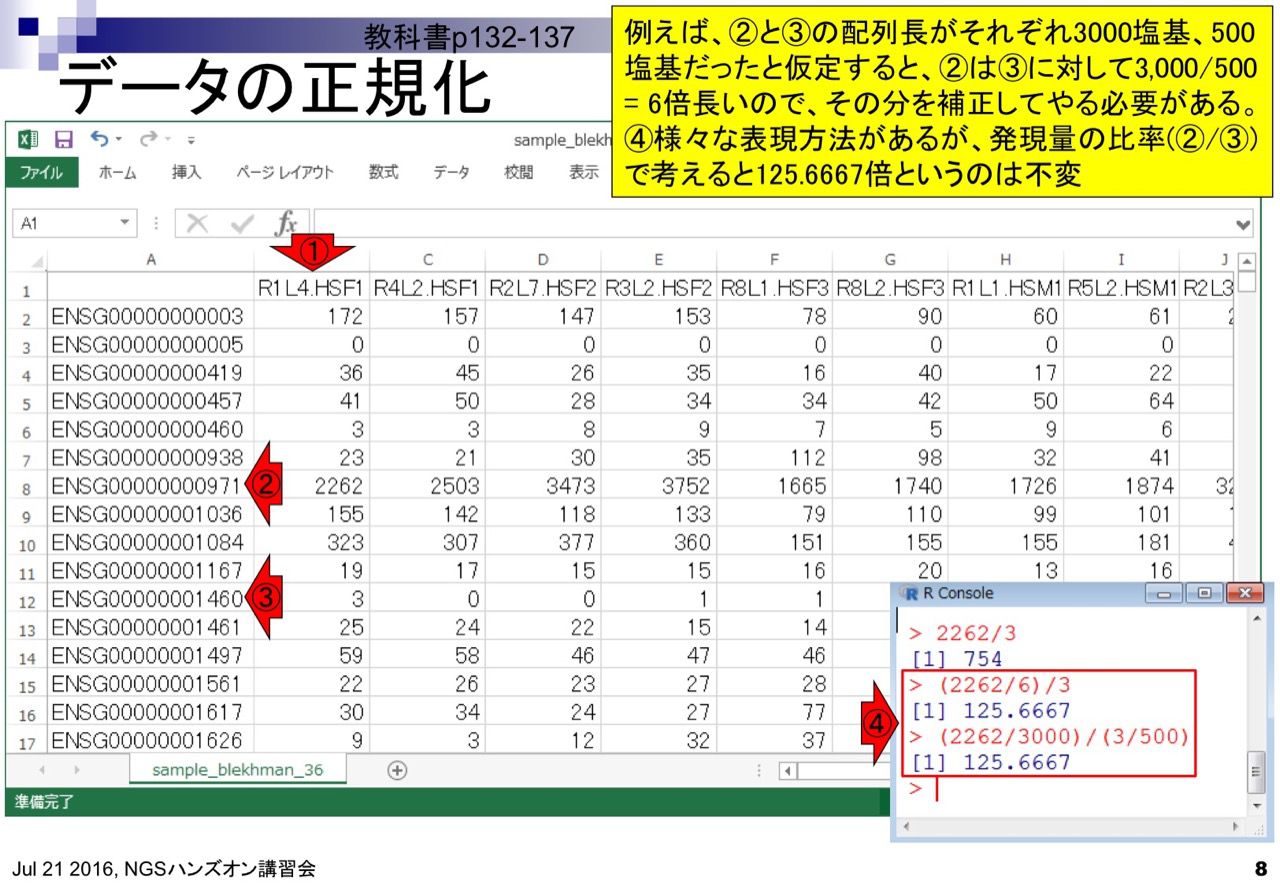 教科書p132-137
データの正規化
例えば、②と③の配列長がそれぞれ3000塩基、500
塩基だったと仮定すると、②は③に対して3,000/500
= 6倍長いので、その分を補正してやる必要がある。
④様々な表現方法があるが、発現量の比率(②/③)
で考えると125.6667倍というのは不変
sample_blekh
ファイル ホーム 挿入 ページ レイアウト 数式 データ 校閲 表示
A1 fx
①
A C D E F G H I J
1 R1L4.HSF1 R4L2.HSF1 R2L7.HSF2 R3L2.HSF2 R8L1.HSF3 R8L2.HSF3 R1L1.HSM1 R5L2.HSM1 R2L3
2 ENSG00000000003 172 157 147 153 78 90 60 61
3 ENSG00000000005 0 0 0 0 0 0 0 0
4 ENSG00000000419 36 45 26 35 16 40 17 22
5 ENSG00000000457 41 50 28 34 34 42 50 64
6 ENSG00000000460 3 3 8 9 7 5 9 6
7 ENSG00000000938 23 21 30 35 112 98 32 41
8 ENSG00000000971 ② 2262 2503 3473 3752 1665 1740 1726 1874 32
9 ENSG00000001036 155 142 118 133 79 110 99 101
10 ENSG00000001084 323 307 377 360 151 155 155 181
11 ENSG00000001167 19 17 15 15 16 20 13 16
12 ENSG00000001460 ③ 3 0 0 1 1
13 ENSG00000001461 25 24 22 15 14
14 ENSG00000001497 59 58 46 47 46
15 ENSG00000001561 22 26 23 27 28
16 ENSG00000001617 30 34 24 27 77
17 ENSG00000001626 9 3 12 32 37
sample_blekhman_36
準備完了
R Console
> 2262/3
[1] 754
> (2262/6)/3
[1] 125.6667
④
> (2262/3000)/(3/500)
[1] 125.6667
>
Jul 21 2016, NGSハンズオン講習会
8